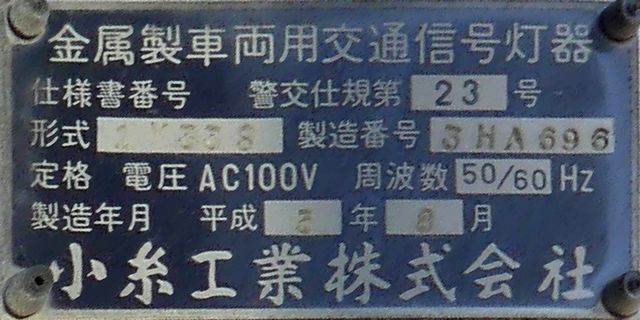 金属製車両用交通信号灯器
仕様書番号 警交仕規第 23 号
形式 製造番号 3HA696
定格 電圧 AC100V 周波数 50/60 Hz
製造年月 平成 年 月
小糸工業株式会社